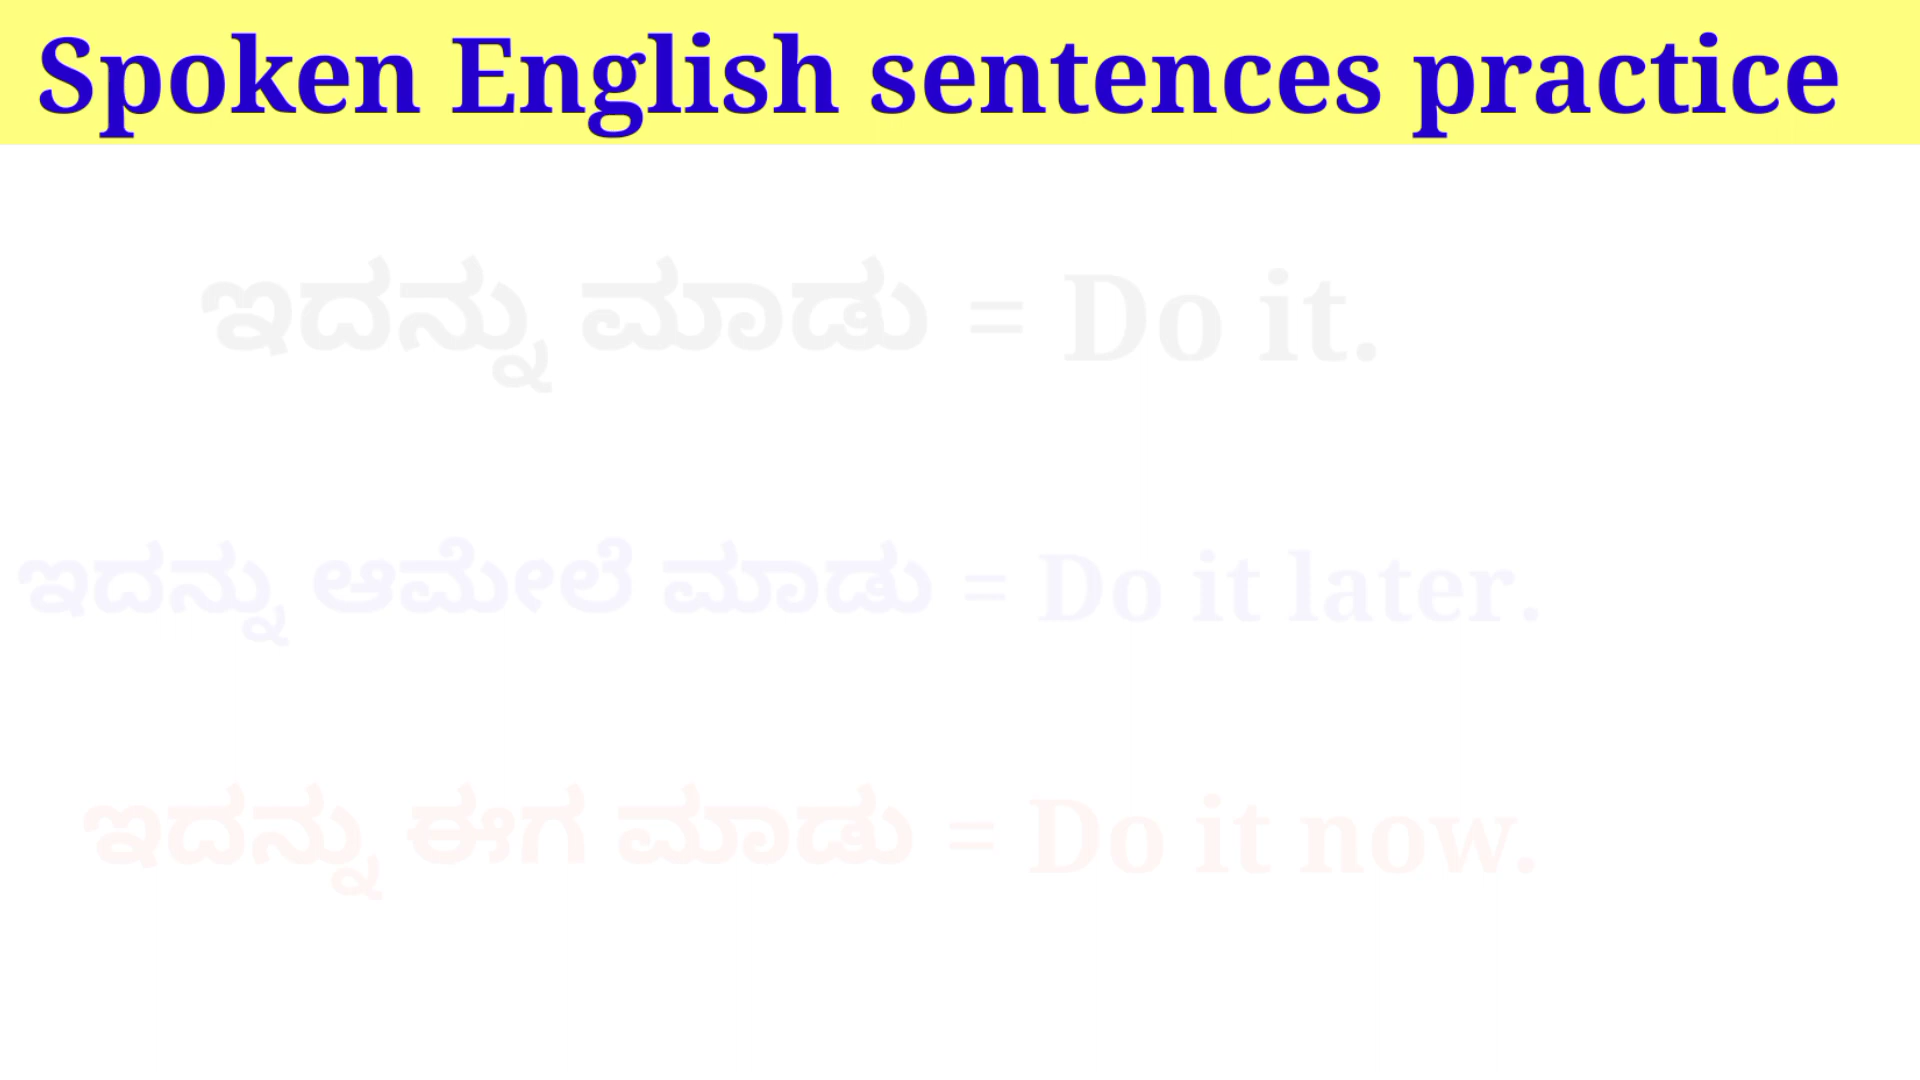 Spoken English sentences practice
ಇದನ್ನು ಮಾಡು = Do it.
ಇದನ್ನು ಆಮೇಲೆ ಮಾಡು = Do it later.
ಇದನ್ನು ಈಗ ಮಾಡು = Do it now.